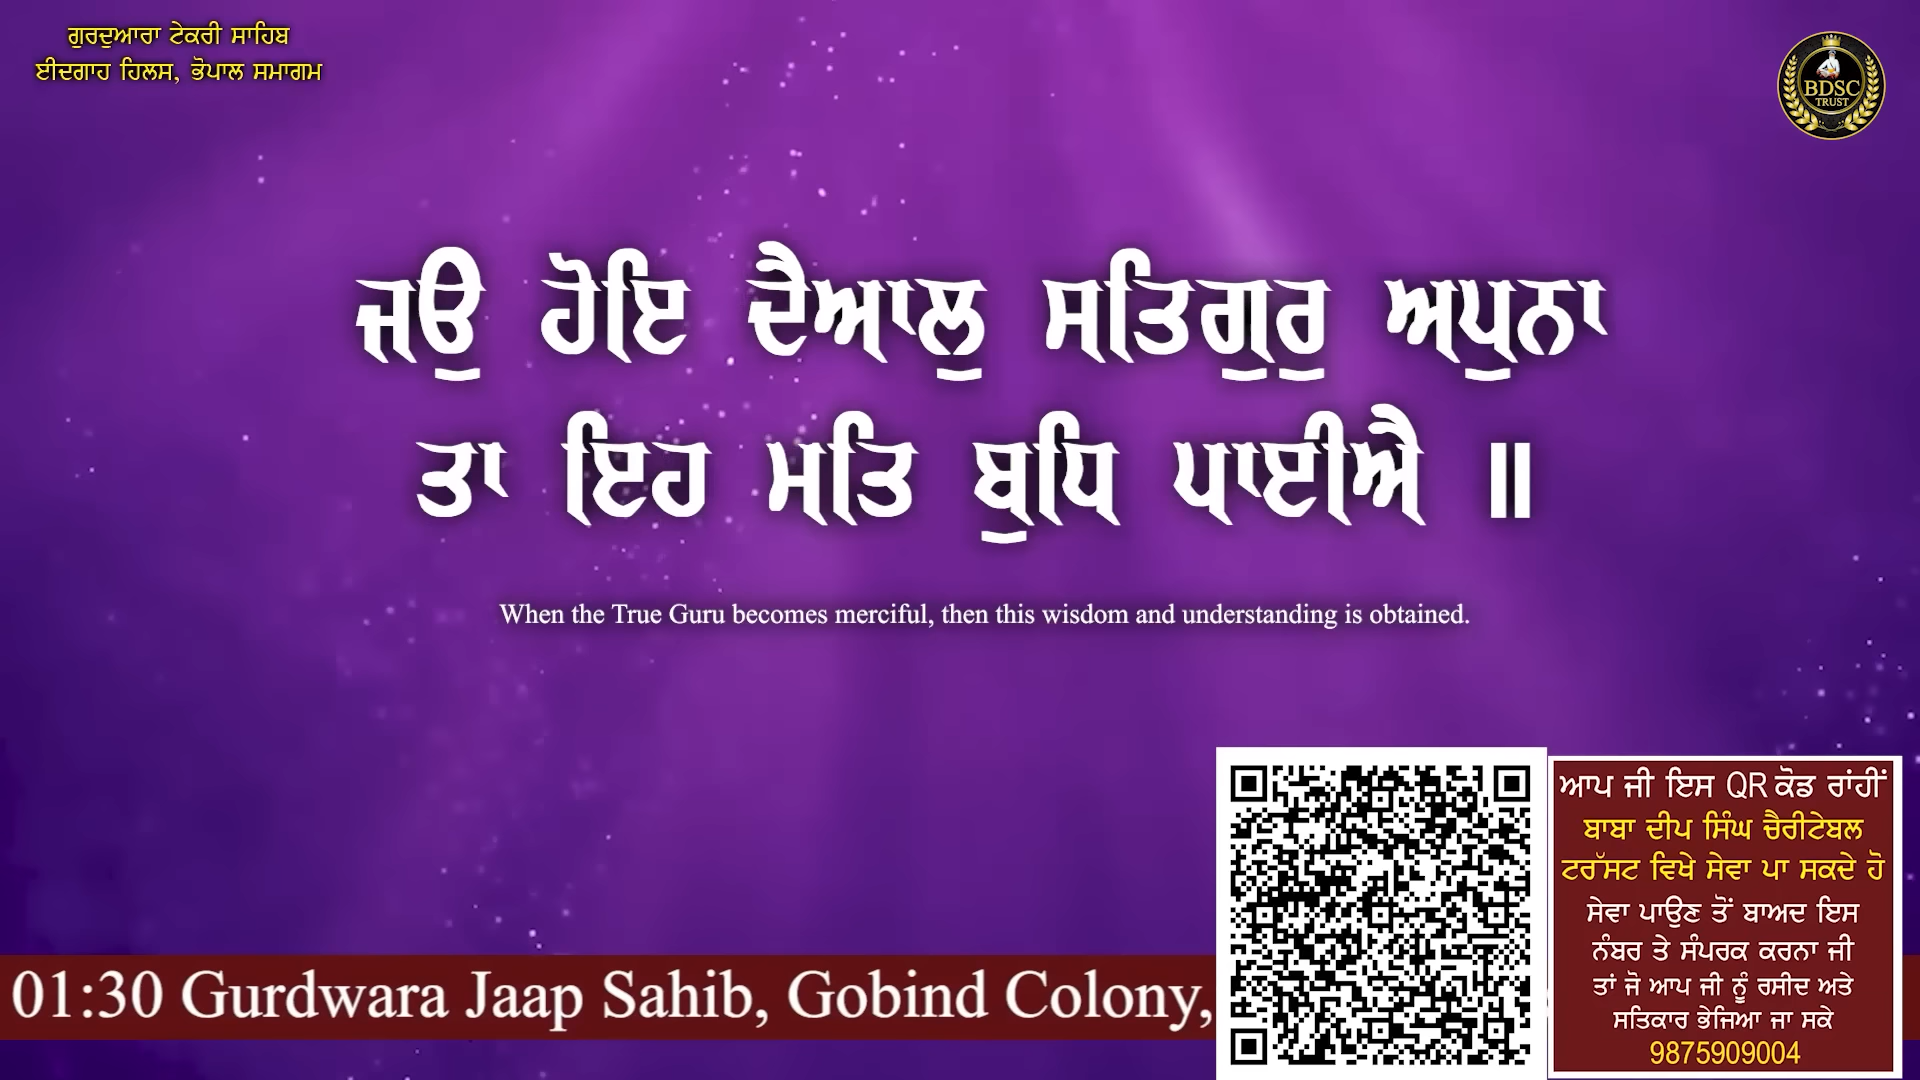 ਗੁਰਦੁਆਰਾ ਟੇਕਰੀ ਸਾਹਿਬ
ਈਦਗਾਹ ਹਿਲਸ, ਭੋਪਾਲ ਸਮਾਗਮ
BDSC
TRUST
ਜਉ ਹੋਇ ਦੈਆਲੁ ਸਤਿਗੁਰੁ ਅਪੁਨਾ
ਤਾ ਇਹ ਮਤਿ ਬੁਧਿ ਪਾਈਐ ॥
When the True Guru becomes merciful, then this wisdom and understanding is obtained.
ਆਪ ਜੀ ਇਸ QR ਕੋਡ ਰਾਂਹੀਂ
ਬਾਬਾ ਦੀਪ ਸਿੰਘ ਚੈਰੀਟੇਬਲ
ਟਰੱਸਟ ਵਿਖੇ ਸੇਵਾ ਪਾ ਸਕਦੇ ਹੋ
ਸੇਵਾ ਪਾਉਣ ਤੋਂ ਬਾਅਦ ਇਸ
ਨੰਬਰ ਤੇ ਸੰਪਰਕ ਕਰਨਾ ਜੀ
ਤਾਂ ਜੋ ਆਪ ਜੀ ਨੂੰ ਰਸੀਦ ਅਤੇ
ਸਤਿਕਾਰ ਭੇਜਿਆ ਜਾ ਸਕੇ
9875909004
01:30 Gurdwara Jaap Sahib, Gobind Colony,